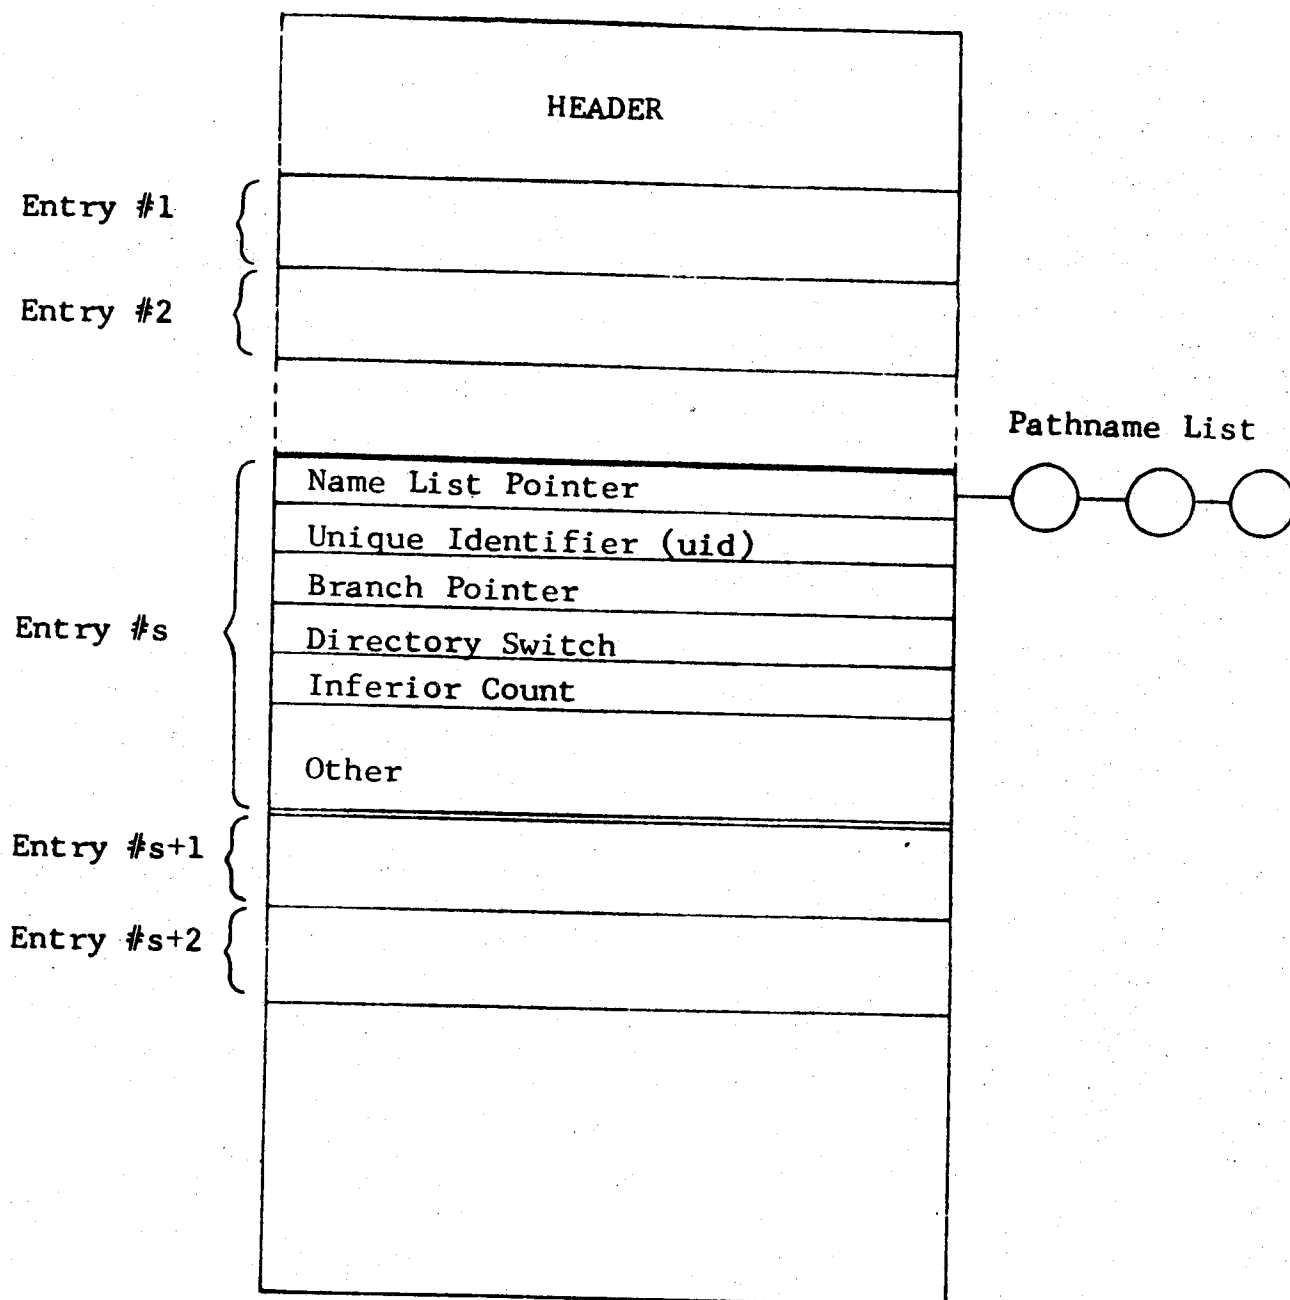 HEADER
Entry #1
Entry #2
Pathname List
Name List Pointer
Unique Identifier (uid)
Branch Pointer
Entry #s
Directory Switch
Inferior Count
Other
Entry #s+1
Entry #s+2